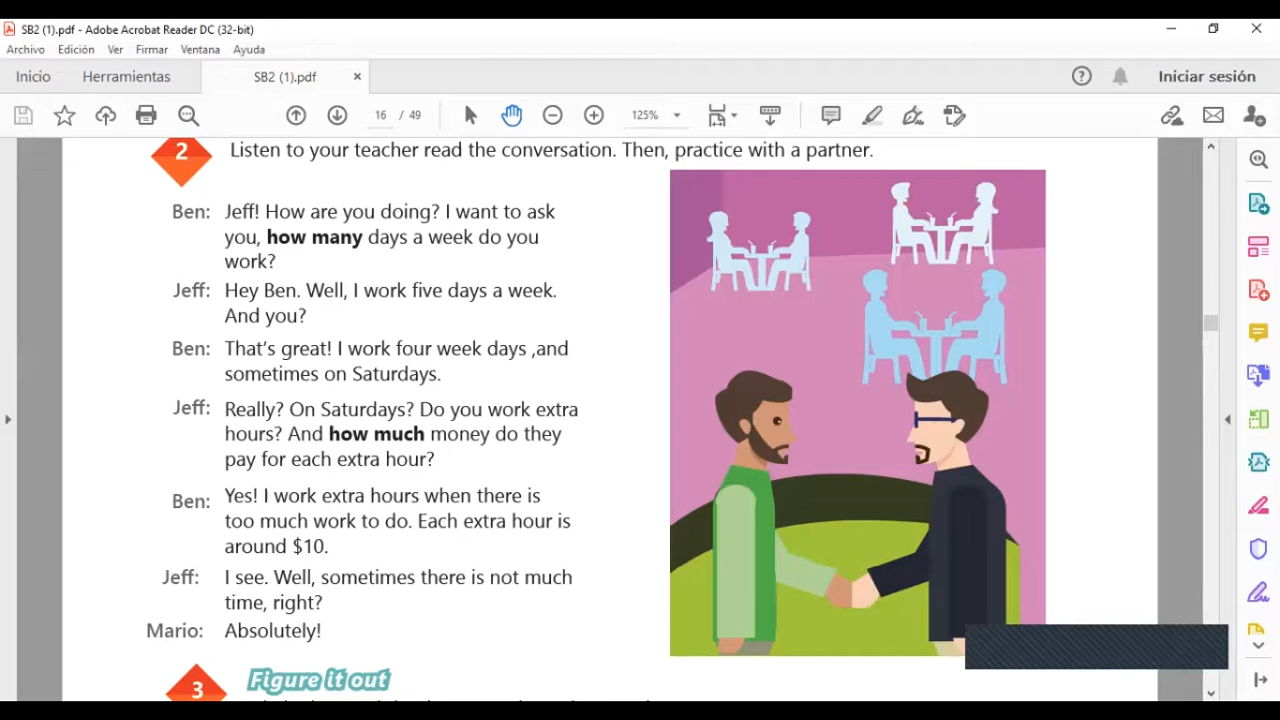 SB2 (1).pdf - Adobe Acrobat Reader DC (32-bit)
Archivo Edición Ver Firmar Ventana Ayuda
Inicio Herramientas SB2 (1).pdf × Iniciar sesión
16 / 49 125%
2 Listen to your teacher read the conversation. Then, practice with a partner.
Ben: Jeff! How are you doing? I want to ask
you, how many days a week do you
work?
Jeff: Hey Ben. Well, I work five days a week.
And you?
Ben: That's great! I work four week days ,and
sometimes on Saturdays.
Jeff: Really? On Saturdays? Do you work extra
hours? And how much money do they
pay for each extra hour?
Ben: Yes! I work extra hours when there is
too much work to do. Each extra hour is
around $10.
Jeff: I see. Well, sometimes there is not much
time, right?
Mario: Absolutely!
3 Figure it out